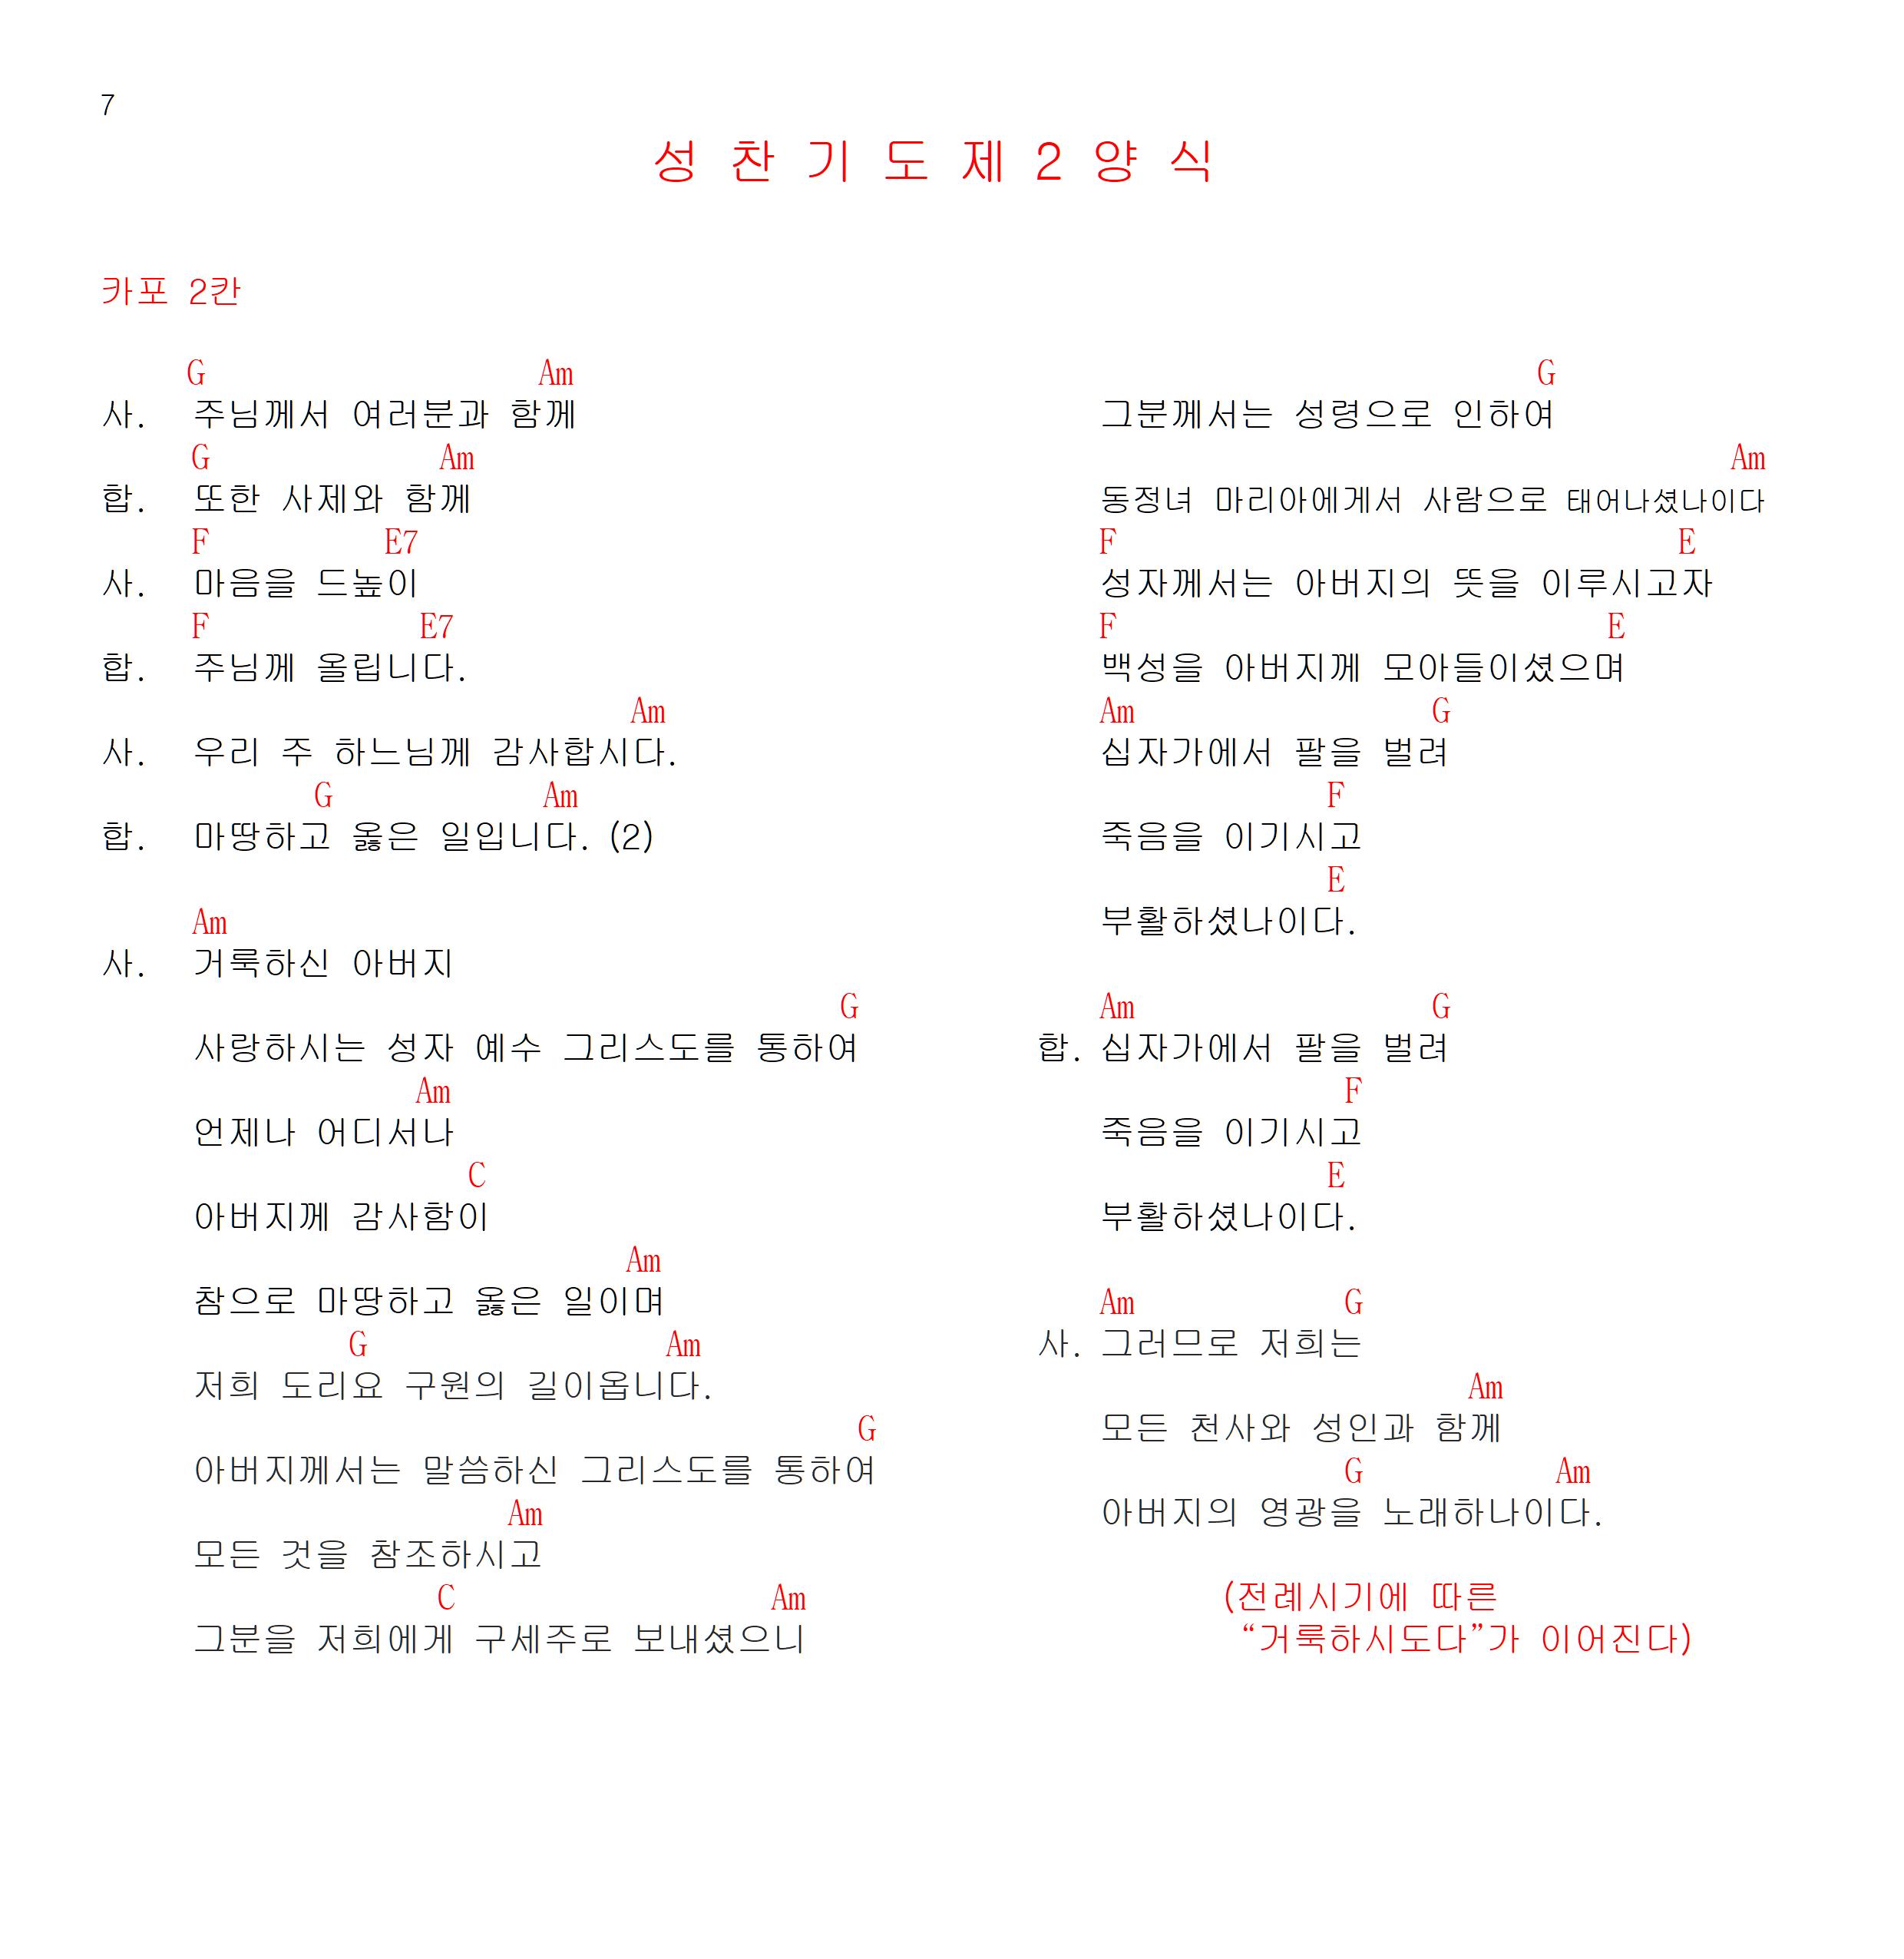 7
성 찬 기 도 제 2 양 식
카포 2칸
G Am
사. 주님께서 여러분과 함께
G Am
합. 또한 사제와 함께
F E7
사. 마음을 드높이
F E7
합. 주님께 올립니다.
Am
사. 우리 주 하느님께 감사합시다.
G Am
합. 마땅하고 옳은 일입니다. (2)
Am
사. 거룩하신 아버지
G
사랑하시는 성자 예수 그리스도를 통하여
Am
언제나 어디서나
C
아버지께 감사함이
Am
참으로 마땅하고 옳은 일이며
G Am
저희 도리요 구원의 길이옵니다.
G
아버지께서는 말씀하신 그리스도를 통하여
Am
모든 것을 참조하시고
C Am
그분을 저희에게 구세주로 보내셨으니
G
그분께서는 성령으로 인하여
Am
동정녀 마리아에게서 사람으로 태어나셨나이다
F E
성자께서는 아버지의 뜻을 이루시고자
F E
백성을 아버지께 모아들이셨으며
Am G
십자가에서 팔을 벌려
F
죽음을 이기시고
E
부활하셨나이다.
Am G
합. 십자가에서 팔을 벌려
F
죽음을 이기시고
E
부활하셨나이다.
Am G
사. 그러므로 저희는
Am
모든 천사와 성인과 함께
G Am
아버지의 영광을 노래하나이다.
(전례시기에 따른
“거룩하시도다”가 이어진다)